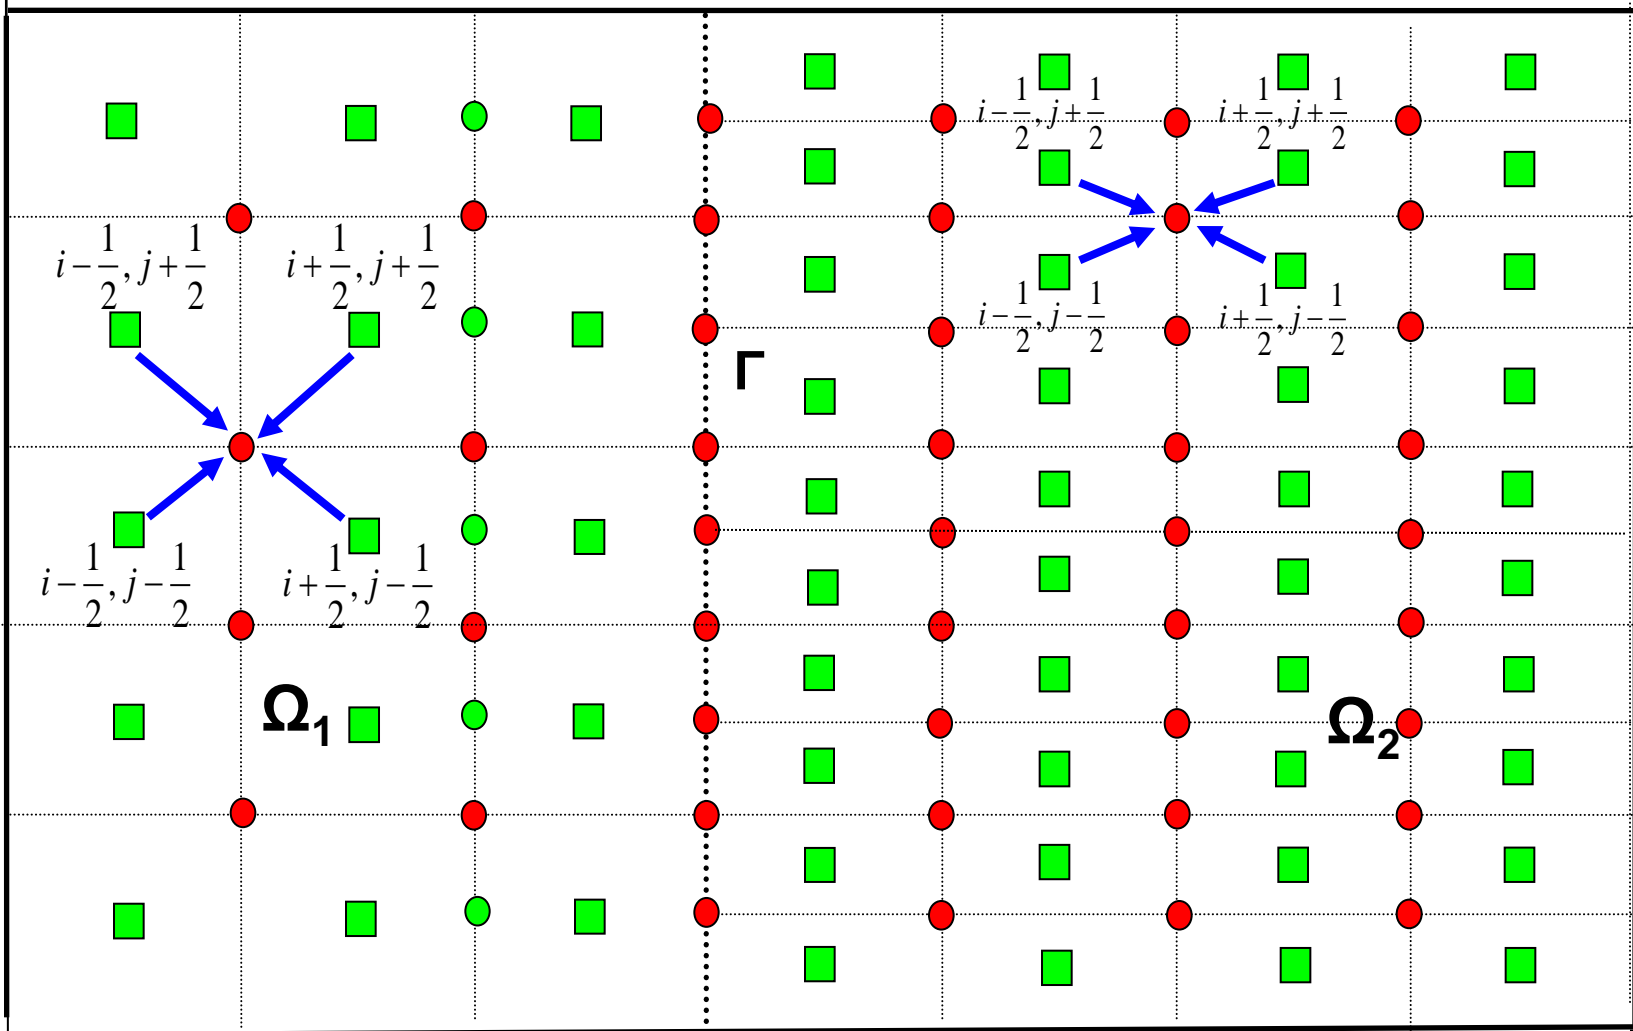 i-1/2, j+1/2
i+1/2, j+1/2
i-1/2, j+1/2
i+1/2, j+1/2
i-1/2, j-1/2
i+1/2, j-1/2
Γ
i-1/2, j-1/2
i+1/2, j-1/2
Ω₁
Ω₂